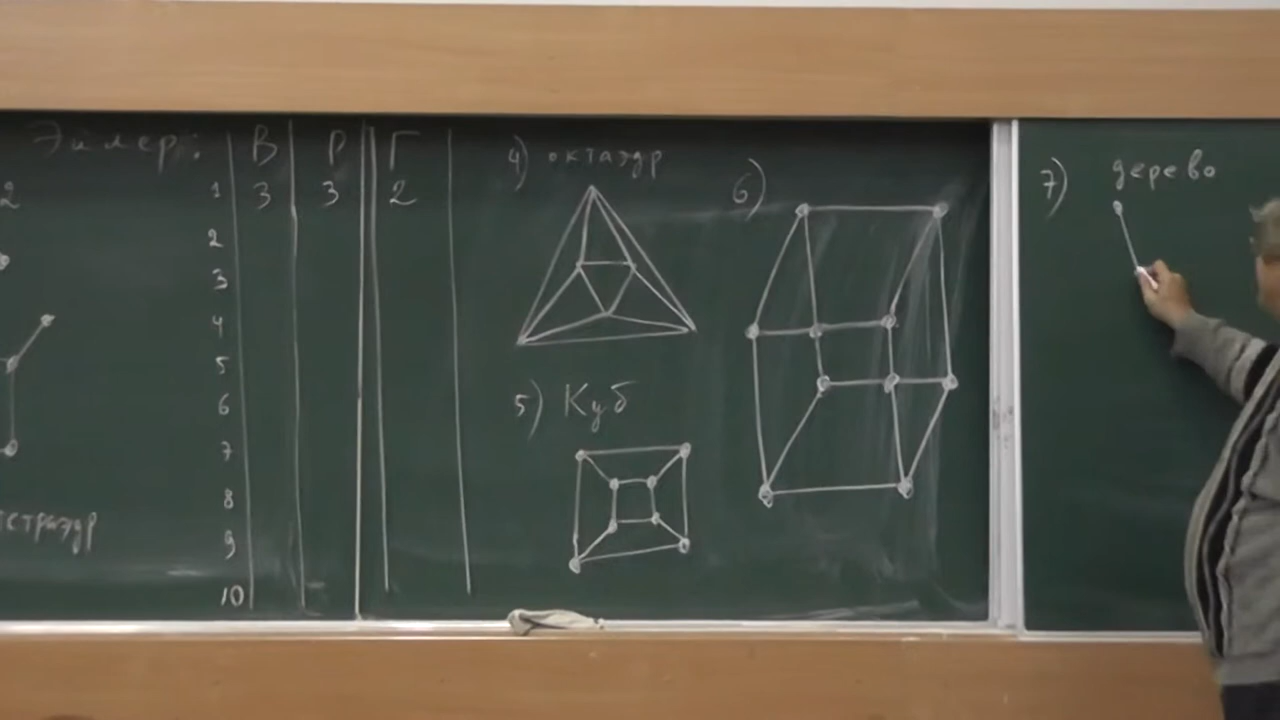 Эйлер: В Р Г
2
1 3 3 2
2
3
4
5
6
7
8
9
10
4) октаэдр
5) Куб
6)
7) дерево